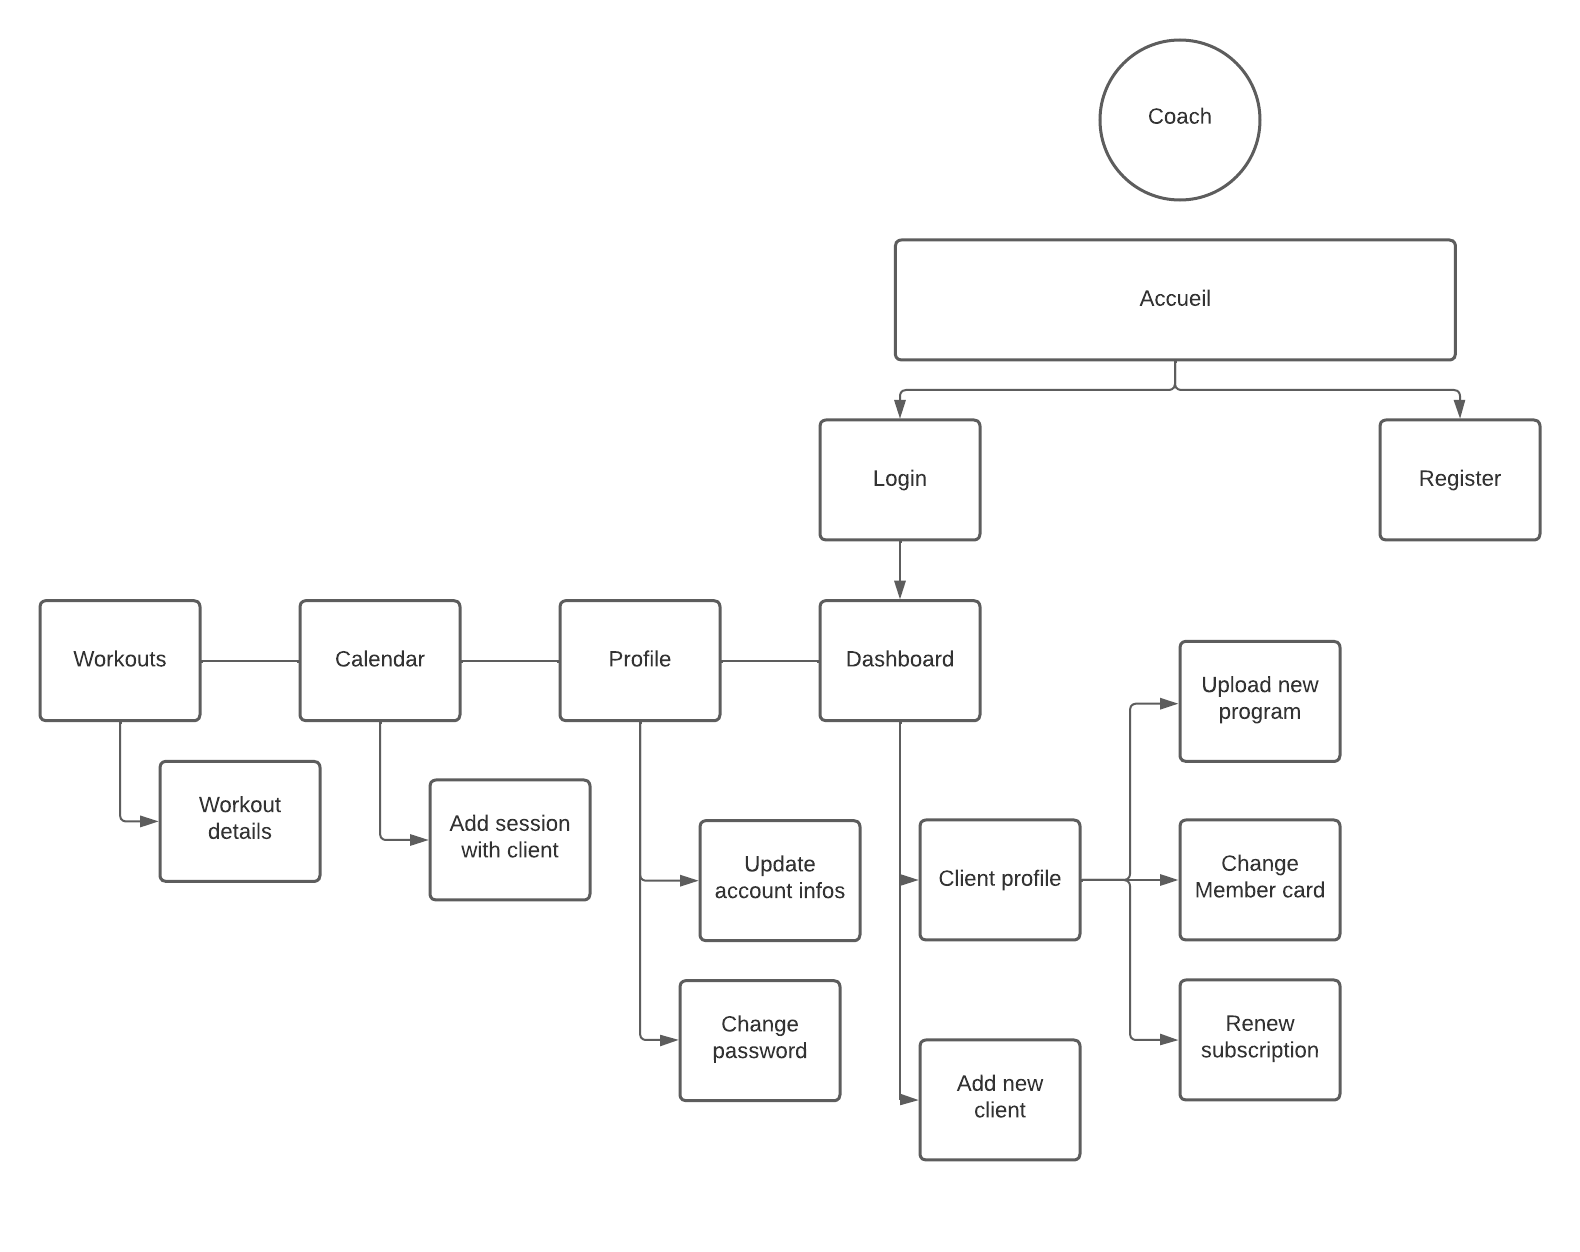 Coach
Accueil
Login
Register
Workouts
Calendar
Profile
Dashboard
Upload new
program
Workout
details
Add session
with client
Update
account infos
Client profile
Change
Member card
Change
password
Renew
subscription
Add new
client